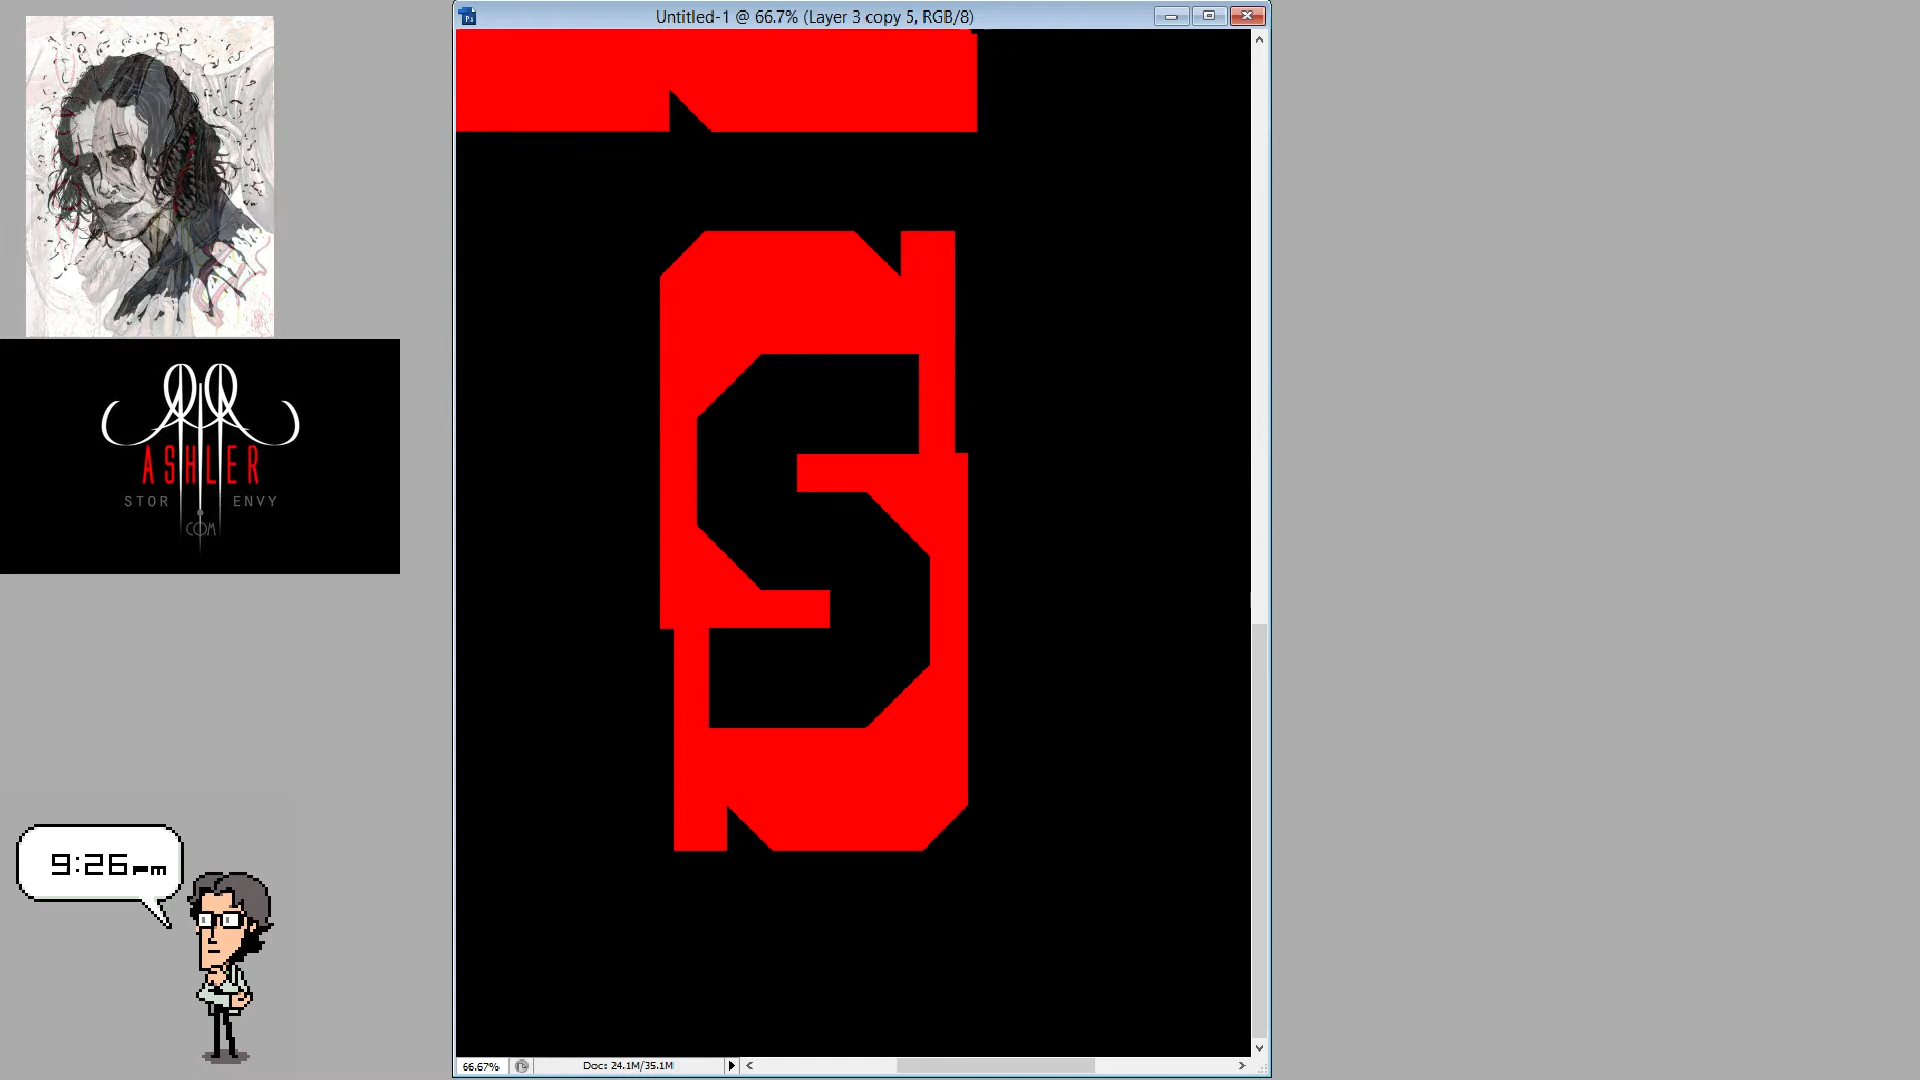 Untitled-1 @ 66.7% (Layer 3 copy 5, RGB/8)
Ps
ASHLER
STOR ENVY
COM
S
9:26PM
66.67%
Doc: 24.1M/35.1M